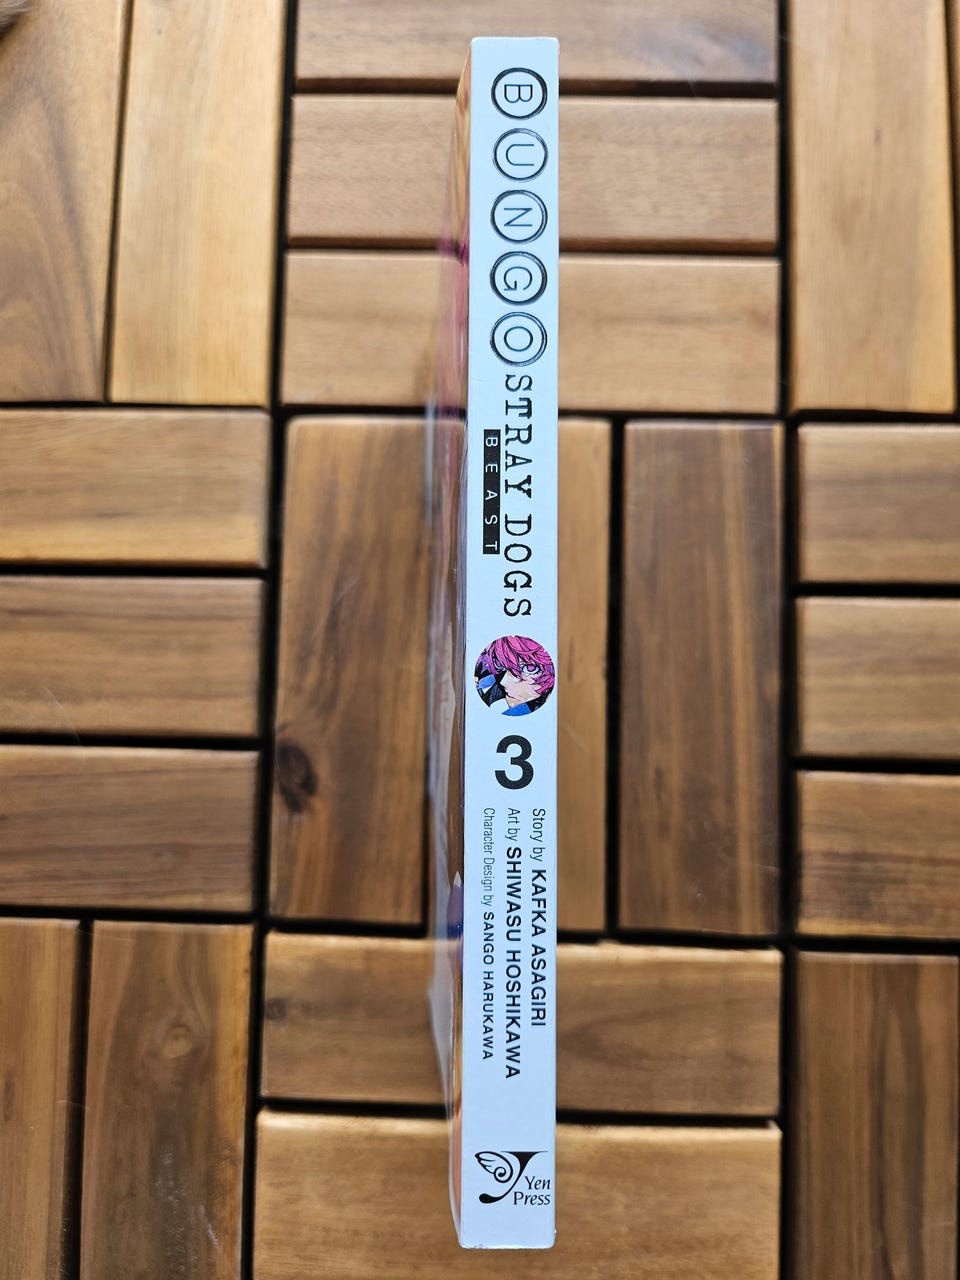 BUNGO STRAY DOGS
BEAST
3
Story by KAFKA ASAGIRI
Art by SHIWASU HOSHIKAWA
Character Design by SANGO HARUKAWA
Yen
Press